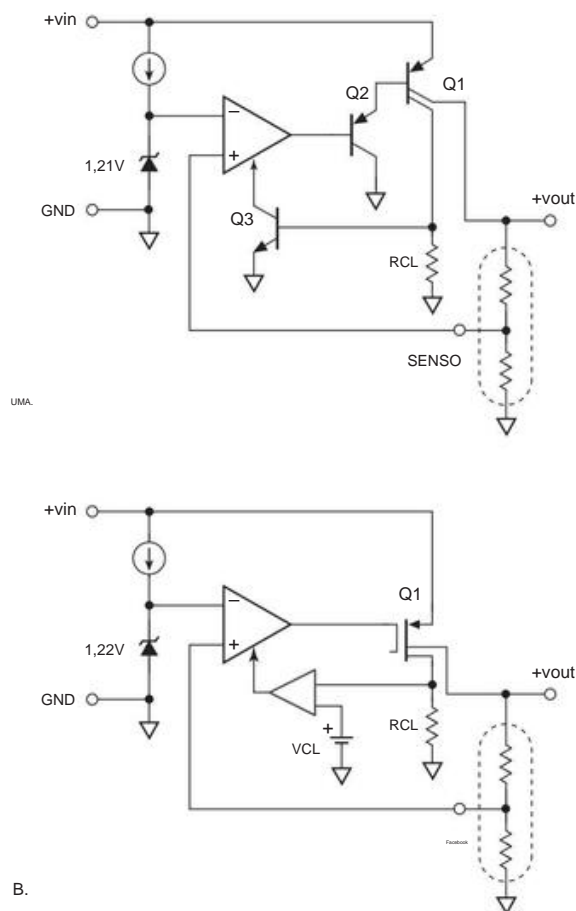 +vin
Q1
Q2
1,21V
−
+
GND
Q3
+vout
RCL
SENSO
UMA.
+vin
Q1
−
1,22V
+
+vout
GND
+
RCL
VCL
Facebook
B.